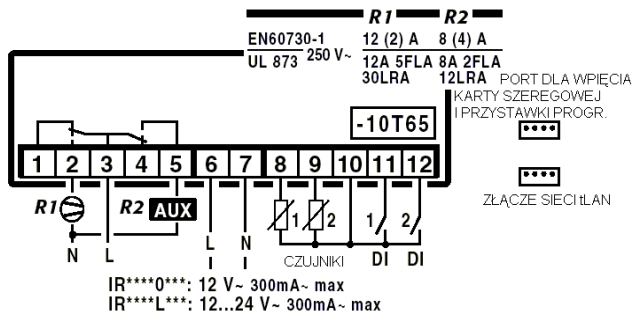 R1 R2
EN60730-1 12 (2) A 8 (4) A
UL 873 250 V~ 12A 5FLA 8A 2FLA
30LRA 12LRA
PORT DLA WPIĘCIA
KARTY SZEREGOWEJ
I PRZYSTAWKI PROGR.
-10T65
1 2 3 4 5 6 7 8 9 10 11 12
ZŁĄCZE SIECI tLAN
R1 R2 AUX 1 2 1 2
N L L N CZUJNIKI DI DI
IR****0***: 12 V~ 300mA~ max
IR****L***: 12...24 V~ 300mA~ max